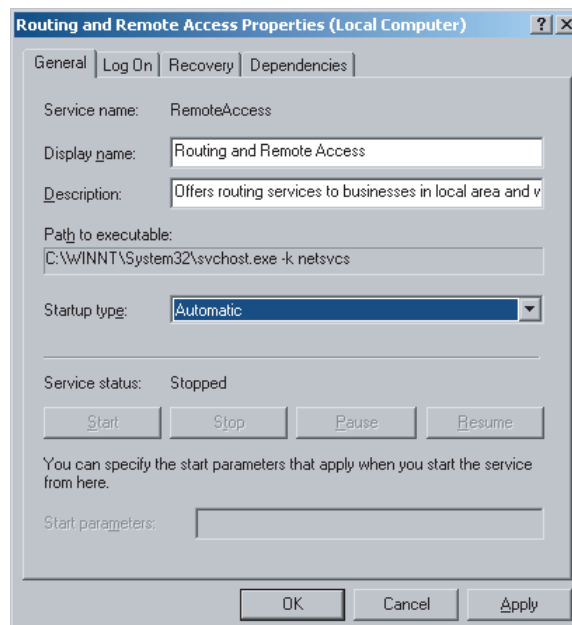 Routing and Remote Access Properties (Local Computer)
General Log On Recovery Dependencies
Service name: RemoteAccess
Display name: Routing and Remote Access
Description: Offers routing services to businesses in local area and v
Path to executable:
C:\WINNT\System32\svchost.exe -k netsvcs
Startup type: Automatic
Service status: Stopped
Start Stop Pause Resume
You can specify the start parameters that apply when you start the service
from here.
Start parameters:
OK Cancel Apply